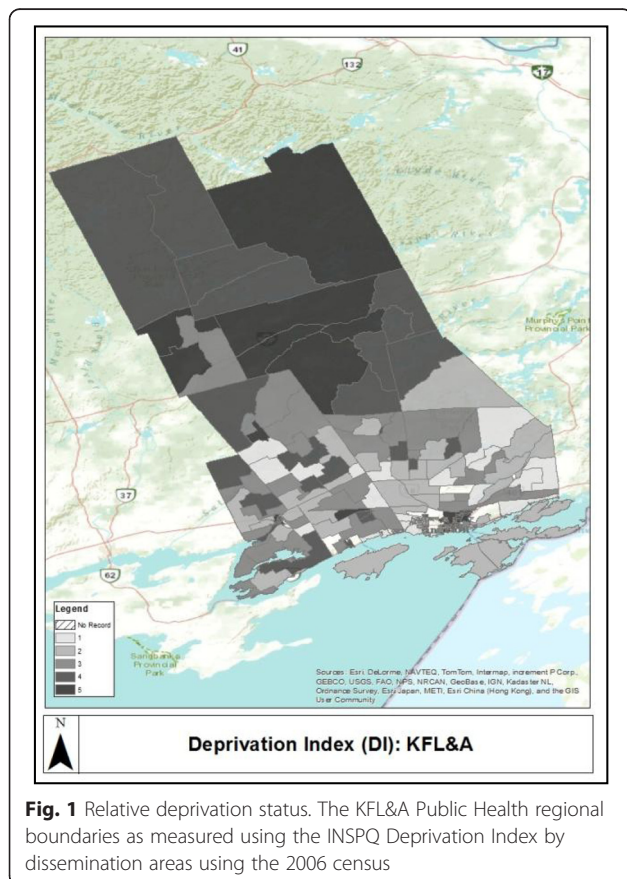 41
132
17
Murphys Point
Provincial Park
37
62
Sandbanks
Provincial
Park
Legend
No Record
1
2
3
4
5
Sources: Esri, DeLorme, NAVTEQ, TomTom, Intermap, increment P Corp.,
GEBCO, USGS, FAO, NPS, NRCAN, GeoBase, IGN, Kadaster NL,
Ordnance Survey, Esri Japan, METI, Esri China (Hong Kong), and the GIS
User Community
N
Deprivation Index (DI): KFL&A
Fig. 1 Relative deprivation status. The KFL&A Public Health regional
boundaries as measured using the INSPQ Deprivation Index by
dissemination areas using the 2006 census